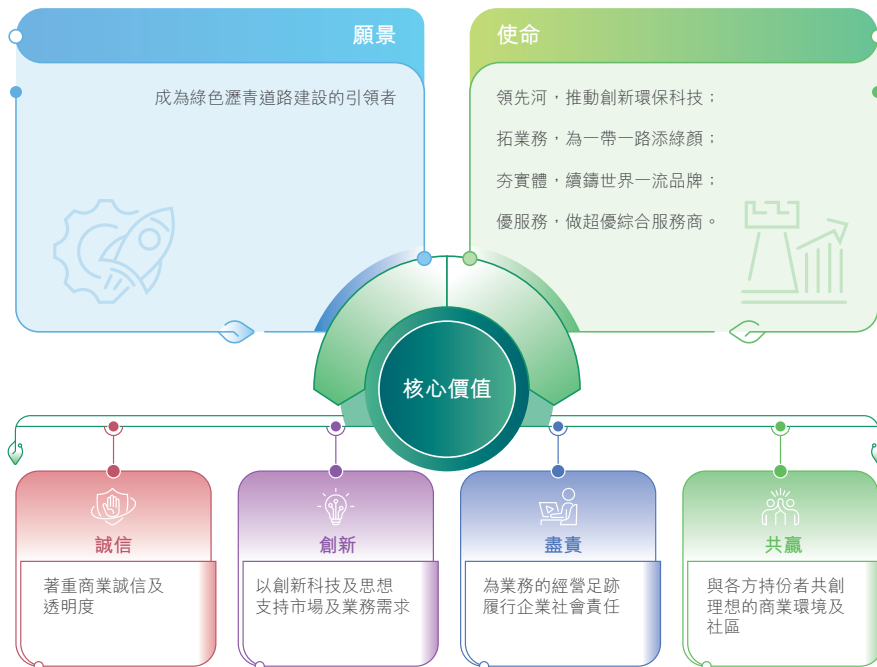 願景
成為綠色瀝青道路建設的引領者
使命
領先河，推動創新環保科技；
拓業務，為一帶一路添綠顏；
夯實體，續鑄世界一流品牌；
優服務，做超優綜合服務商。
核心價值
誠信
著重商業誠信及
透明度
創新
以創新科技及思想
支持市場及業務需求
盡責
為業務的經營足跡
履行企業社會責任
共贏
與各方持份者共創
理想的商業環境及
社區